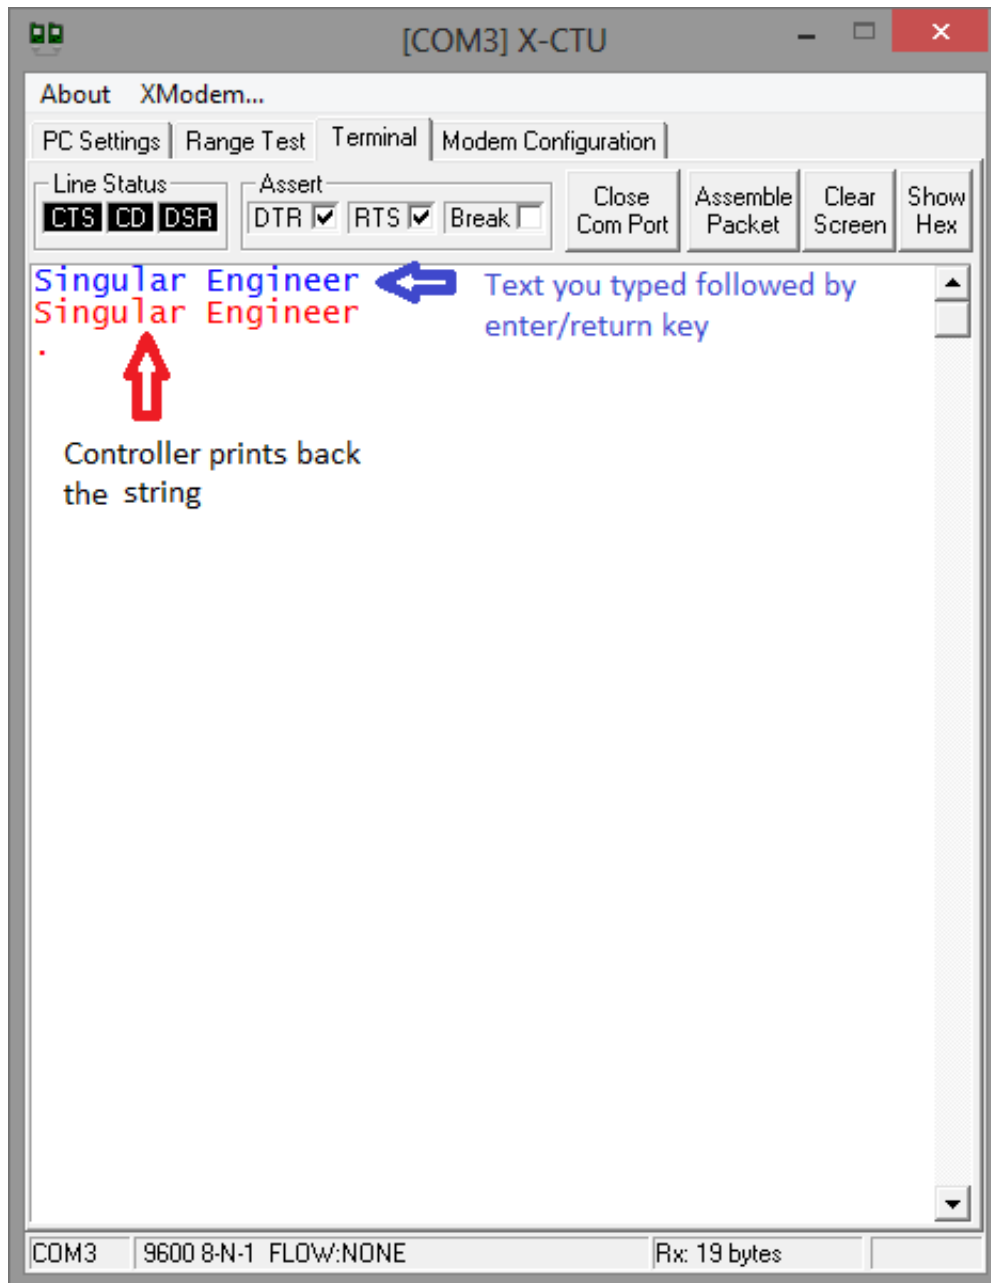 [COM3] X-CTU
About XModem...
PC Settings Range Test Terminal Modem Configuration
Line Status Assert
CTS CD DSR DTR RTS Break Close Com Port Assemble Packet Clear Screen Show Hex
Singular Engineer
Text you typed followed by
enter/return key
Singular Engineer
.
Controller prints back
the string
COM3 9600 8-N-1 FLOW:NONE Rx: 19 bytes